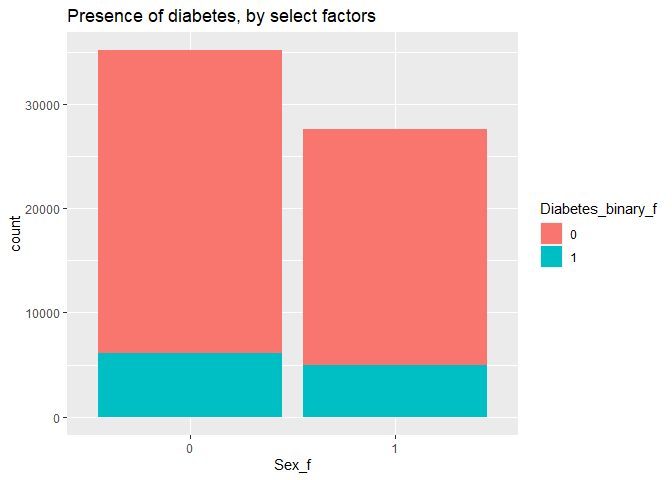 Presence of diabetes, by select factors
30000
20000
10000
0
count
0
1
Sex_f
Diabetes_binary_f
0
1